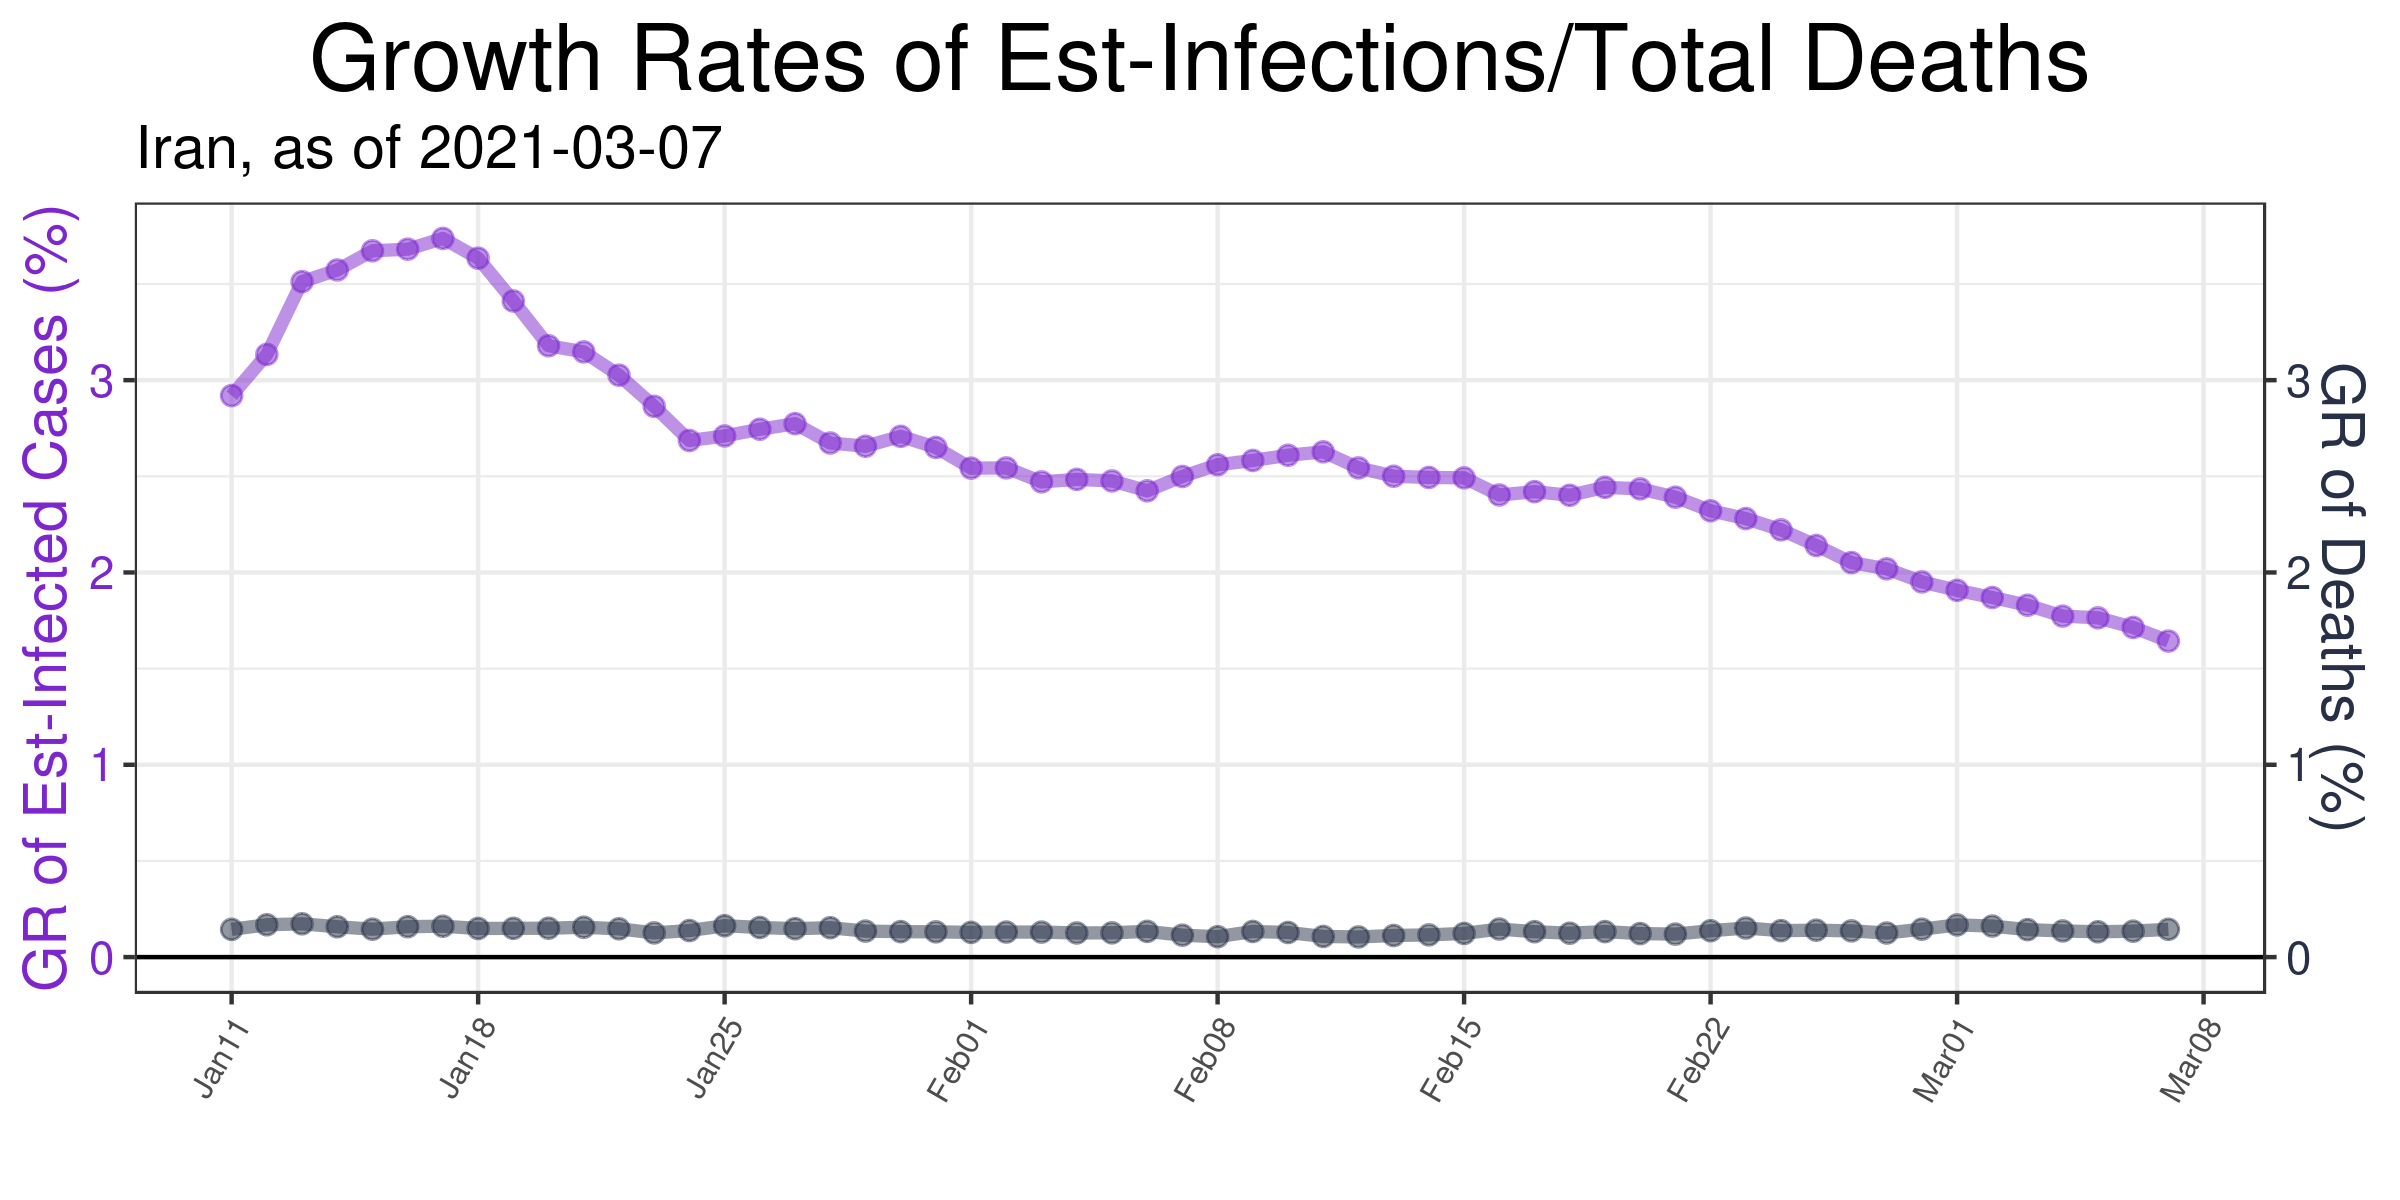 Growth Rates of Est-Infections/Total Deaths
Iran, as of 2021-03-07
GR of Est-Infected Cases (%)
3
2
1
0
3
2
1
0
GR of Deaths (%)
Jan11
Jan18
Jan25
Feb01
Feb08
Feb15
Feb22
Mar01
Mar08